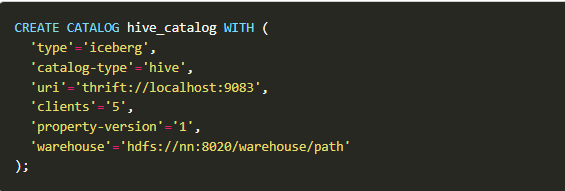 CREATE CATALOG hive_catalog WITH (
'type'='iceberg',
'catalog-type'='hive',
'uri'='thrift://localhost:9083',
'clients'='5',
'property-version'='1',
'warehouse'='hdfs://nn:8020/warehouse/path'
);